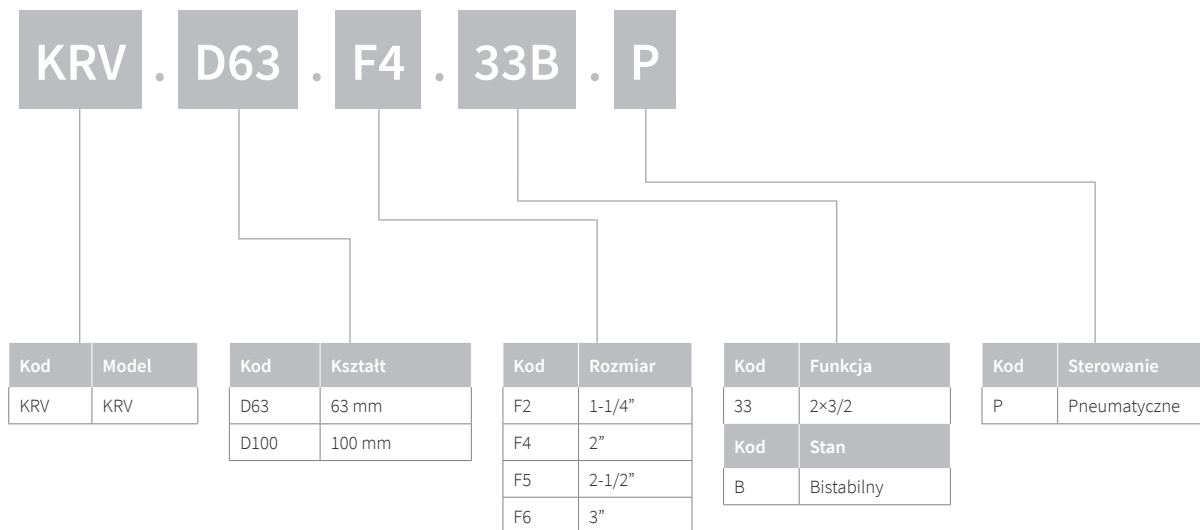 KRV . D63 . F4 . 33B . P
Kod Model
KRV KRV
Kod Kształt
D63 63 mm
D100 100 mm
Kod Rozmiar
F2 1-1/4”
F4 2”
F5 2-1/2”
F6 3”
Kod Funkcja
33 2×3/2
Kod Stan
B Bistabilny
Kod Sterowanie
P Pneumatyczne